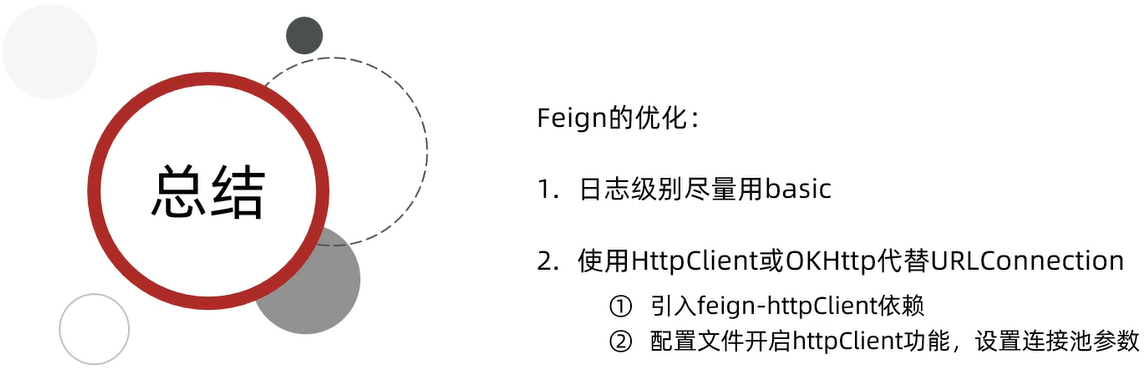 总结
Feign的优化：
1. 日志级别尽量用basic
2. 使用HttpClient或OKHttp代替URLConnection
① 引入feign-httpClient依赖
② 配置文件开启httpClient功能，设置连接池参数